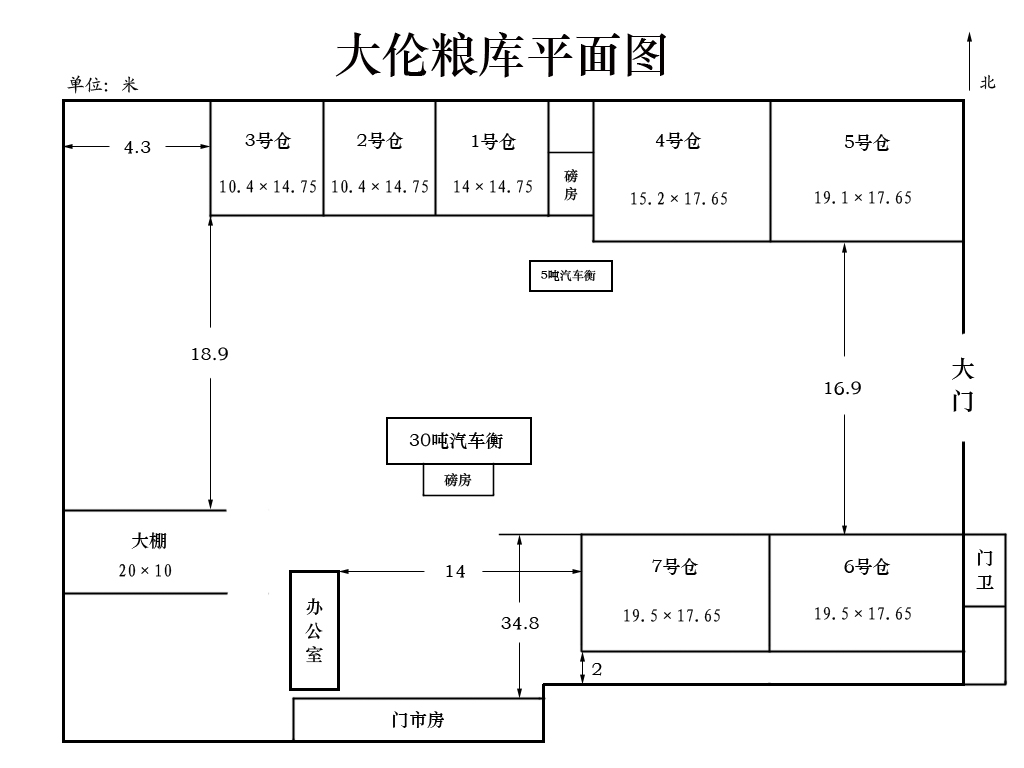 大伦粮库平面图
单位：米
北
4.3
3号仓
10.4×14.75
2号仓
10.4×14.75
1号仓
14×14.75
磅房
4号仓
15.2×17.65
5号仓
19.1×17.65
5吨汽车衡
18.9
16.9
大门
30吨汽车衡
磅房
大棚
20×10
办公室
14
34.8
7号仓
19.5×17.65
6号仓
19.5×17.65
门卫
2
门市房